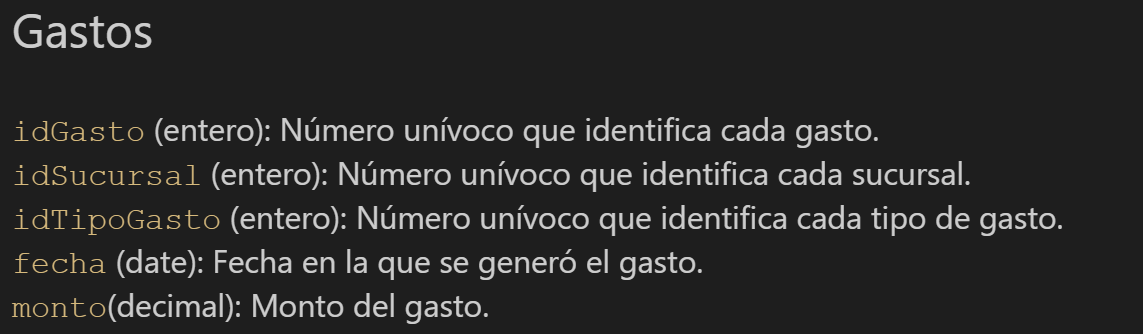 Gastos
idGasto (entero): Número unívoco que identifica cada gasto.
idSucursal (entero): Número unívoco que identifica cada sucursal.
idTipoGasto (entero): Número unívoco que identifica cada tipo de gasto.
fecha (date): Fecha en la que se generó el gasto.
monto(decimal): Monto del gasto.